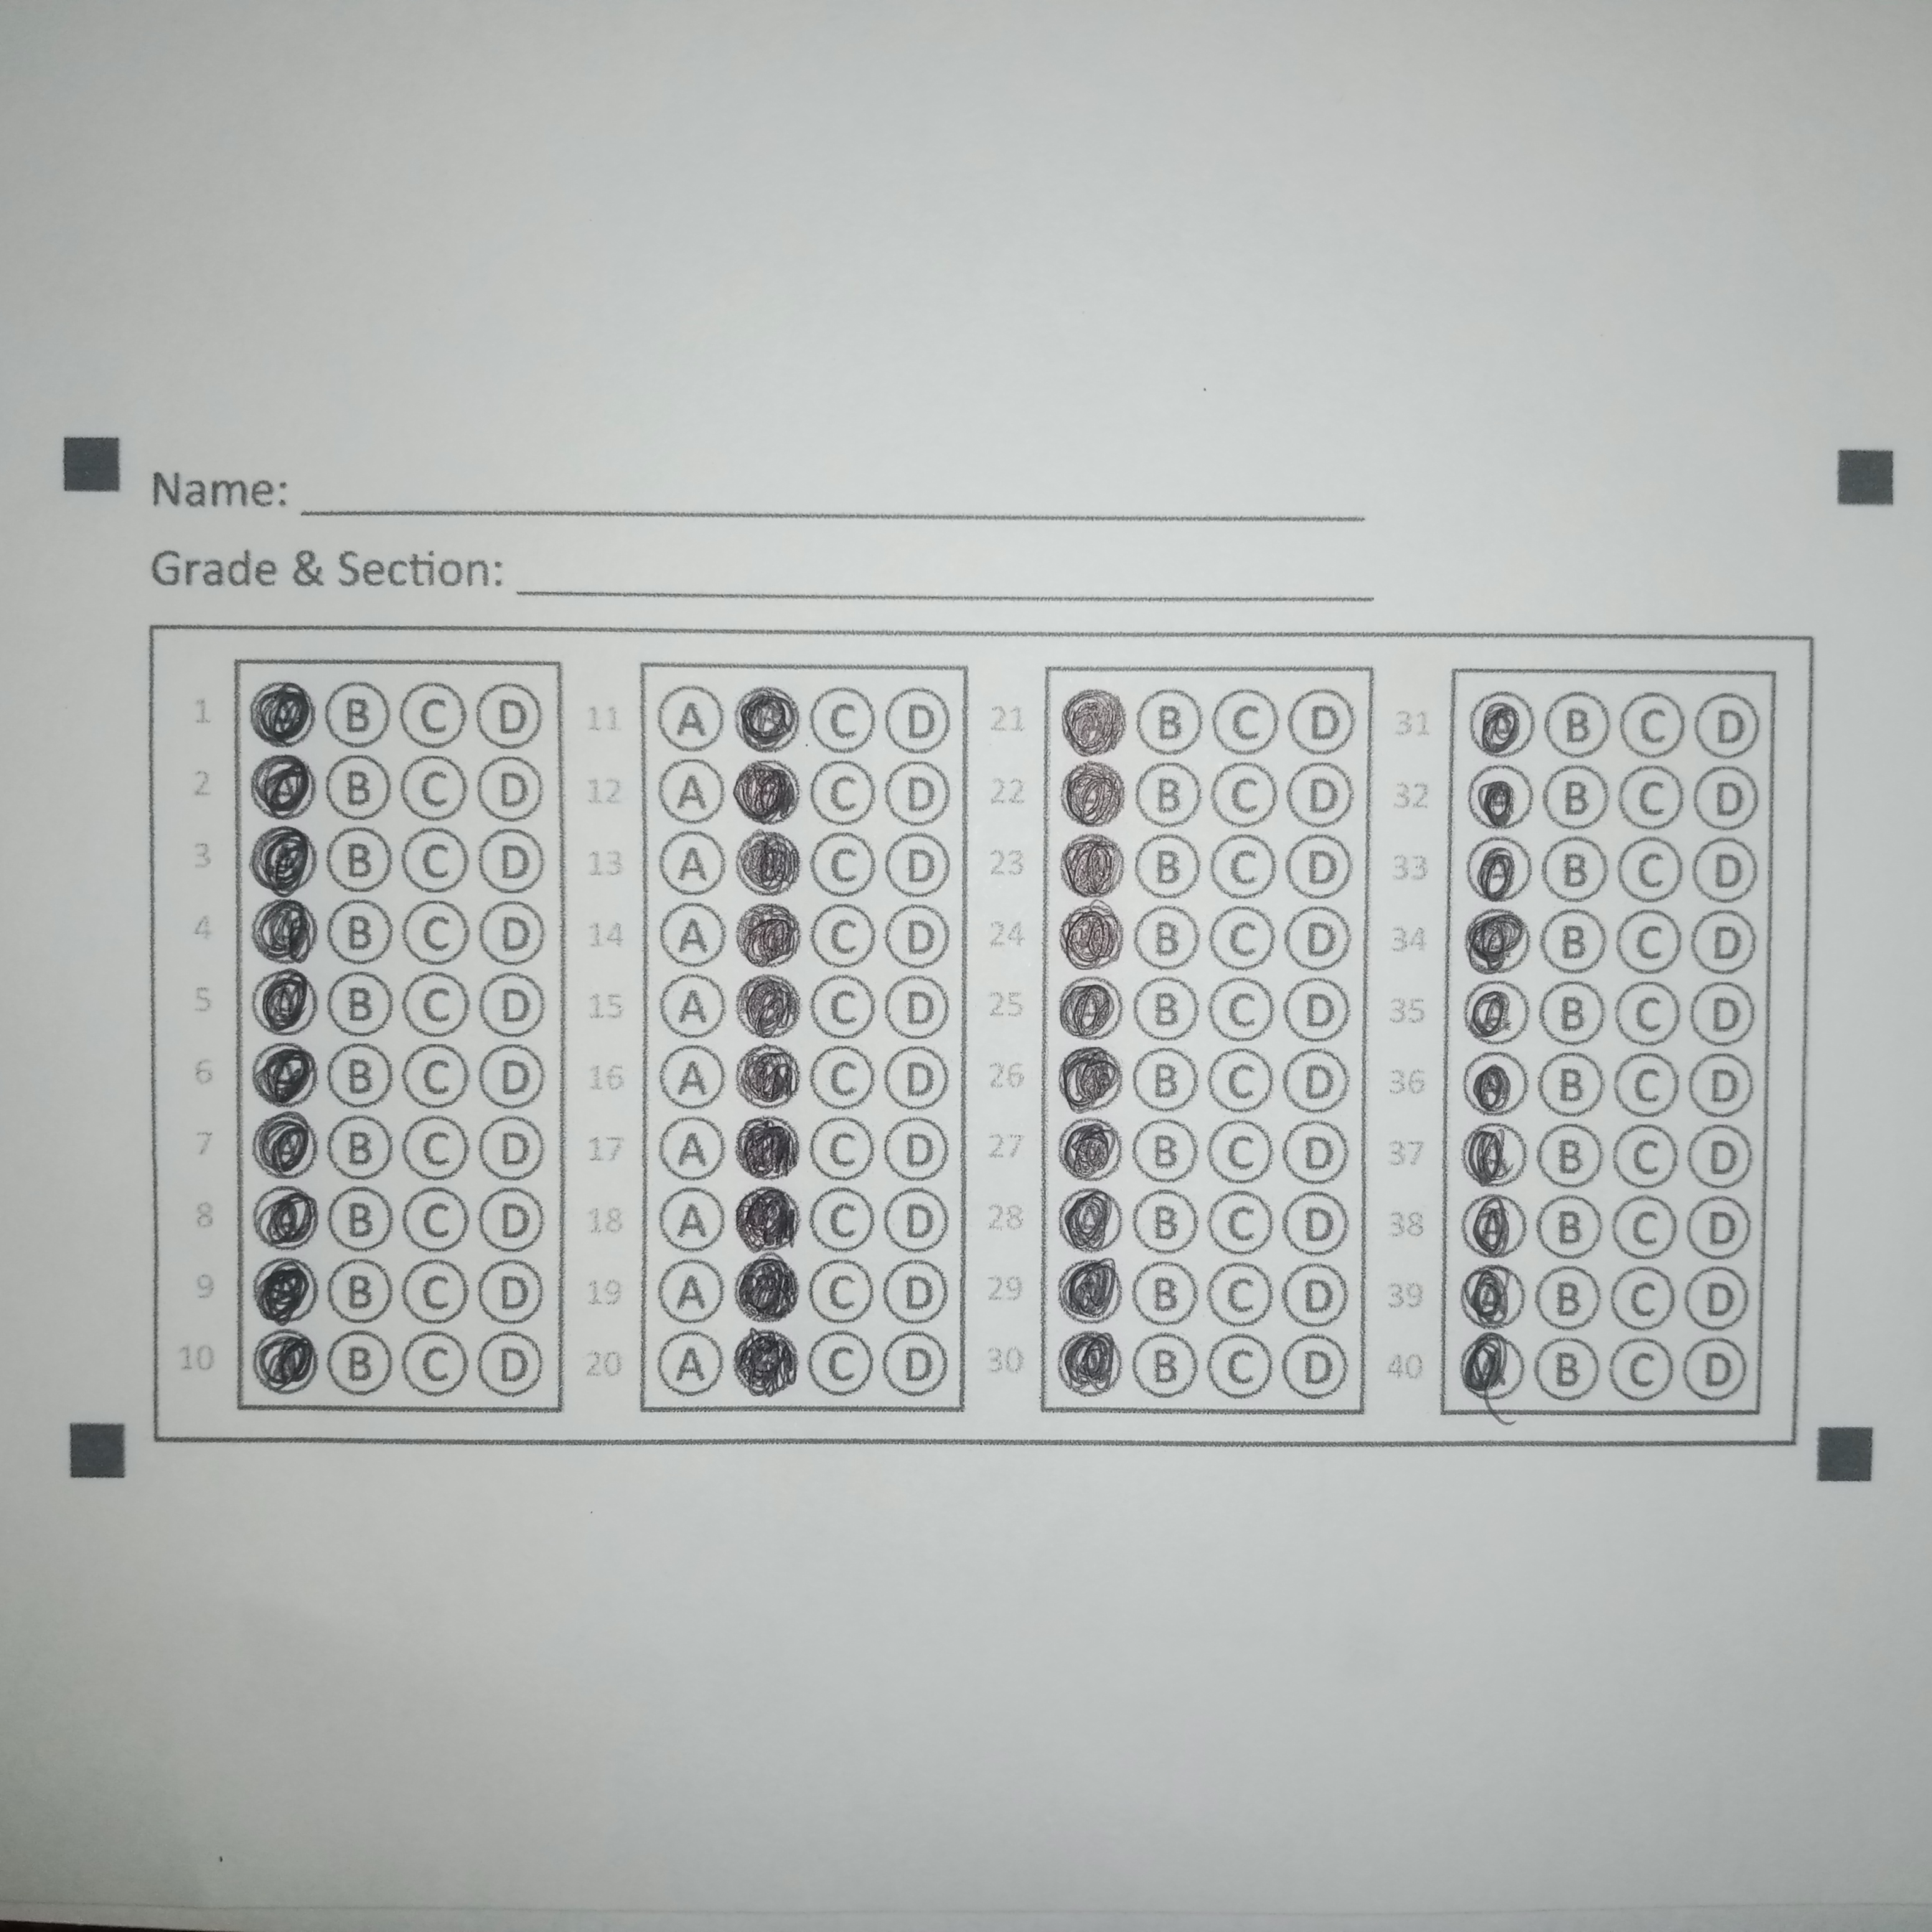 Name:
Grade & Section:
1 A B C D 11 A B C D 21 A B C D 31 A B C D
2 A B C D 12 A B C D 22 A B C D 32 A B C D
3 A B C D 13 A B C D 23 A B C D 33 A B C D
4 A B C D 14 A B C D 24 A B C D 34 A B C D
5 A B C D 15 A B C D 25 A B C D 35 A B C D
6 A B C D 16 A B C D 26 A B C D 36 A B C D
7 A B C D 17 A B C D 27 A B C D 37 A B C D
8 A B C D 18 A B C D 28 A B C D 38 A B C D
9 A B C D 19 A B C D 29 A B C D 39 A B C D
10 A B C D 20 A B C D 30 A B C D 40 A B C D